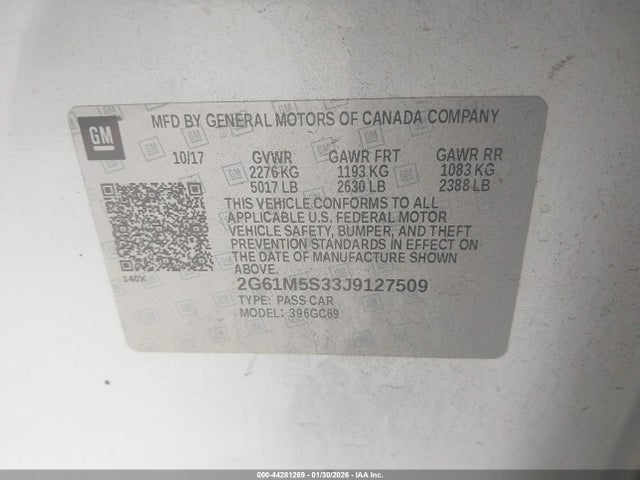 GM
MFD BY GENERAL MOTORS OF CANADA COMPANY
10/17 GVWR GAWR FRT GAWR RR
2276 KG 1193 KG 1083 KG
5017 LB 2630 LB 2388 LB
THIS VEHICLE CONFORMS TO ALL
APPLICABLE U.S. FEDERAL MOTOR
VEHICLE SAFETY, BUMPER, AND THEFT
PREVENTION STANDARDS IN EFFECT ON
THE DATE OF MANUFACTURE SHOWN
ABOVE.
140X
2G61M5S33J9127509
TYPE: PASS CAR
MODEL: 396GC69
000-44281269 - 01/30/2026 - IAA Inc.